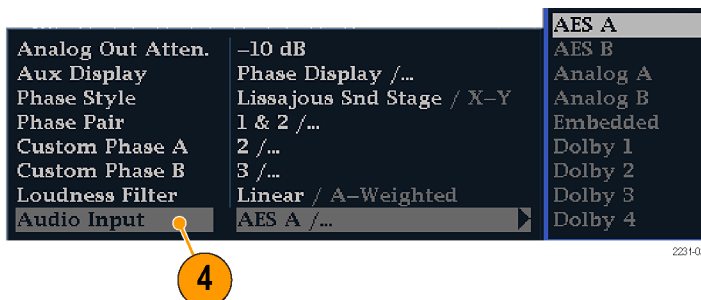 Analog Out Atten. –10 dB
Aux Display Phase Display /...
Phase Style Lissajous Snd Stage / X–Y
Phase Pair 1 & 2 /...
Custom Phase A 2 /...
Custom Phase B 3 /...
Loudness Filter Linear / A–Weighted
Audio Input AES A /...
AES A
AES B
Analog A
Analog B
Embedded
Dolby 1
Dolby 2
Dolby 3
Dolby 4
4